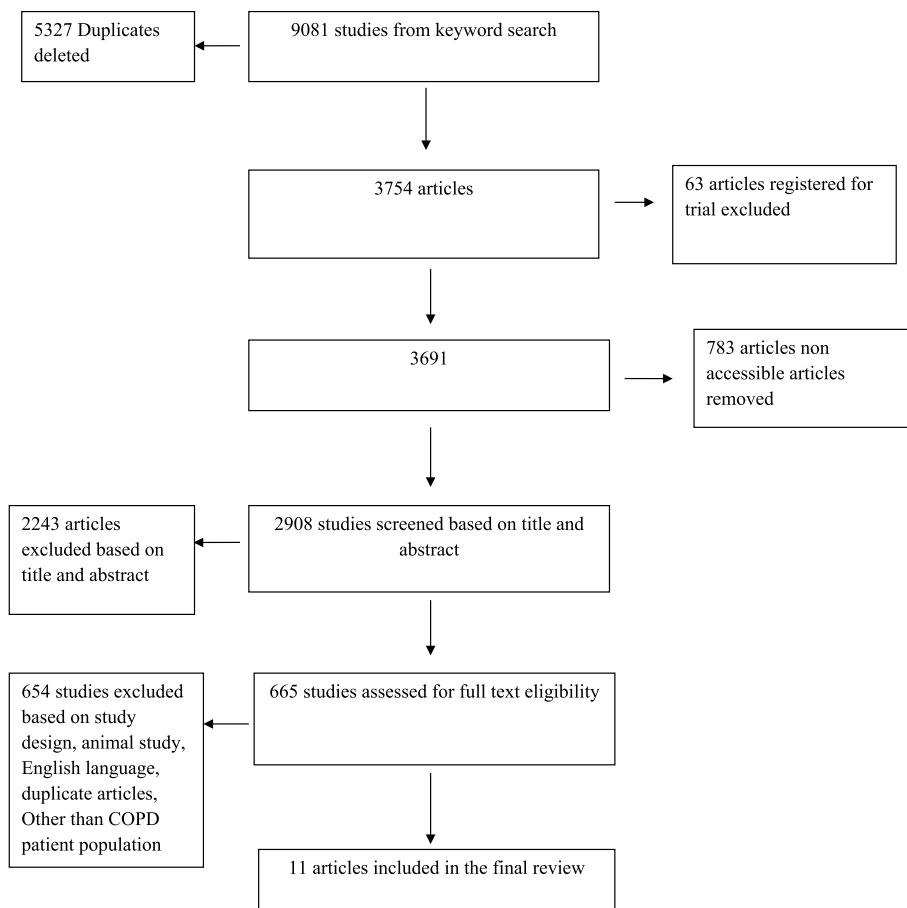 5327 Duplicates
deleted
9081 studies from keyword search
3754 articles
63 articles registered for
trial excluded
3691
783 articles non
accessible articles
removed
2243 articles
excluded based on
title and abstract
2908 studies screened based on title and
abstract
654 studies excluded
based on study
design, animal study,
English language,
duplicate articles,
Other than COPD
patient population
665 studies assessed for full text eligibility
11 articles included in the final review